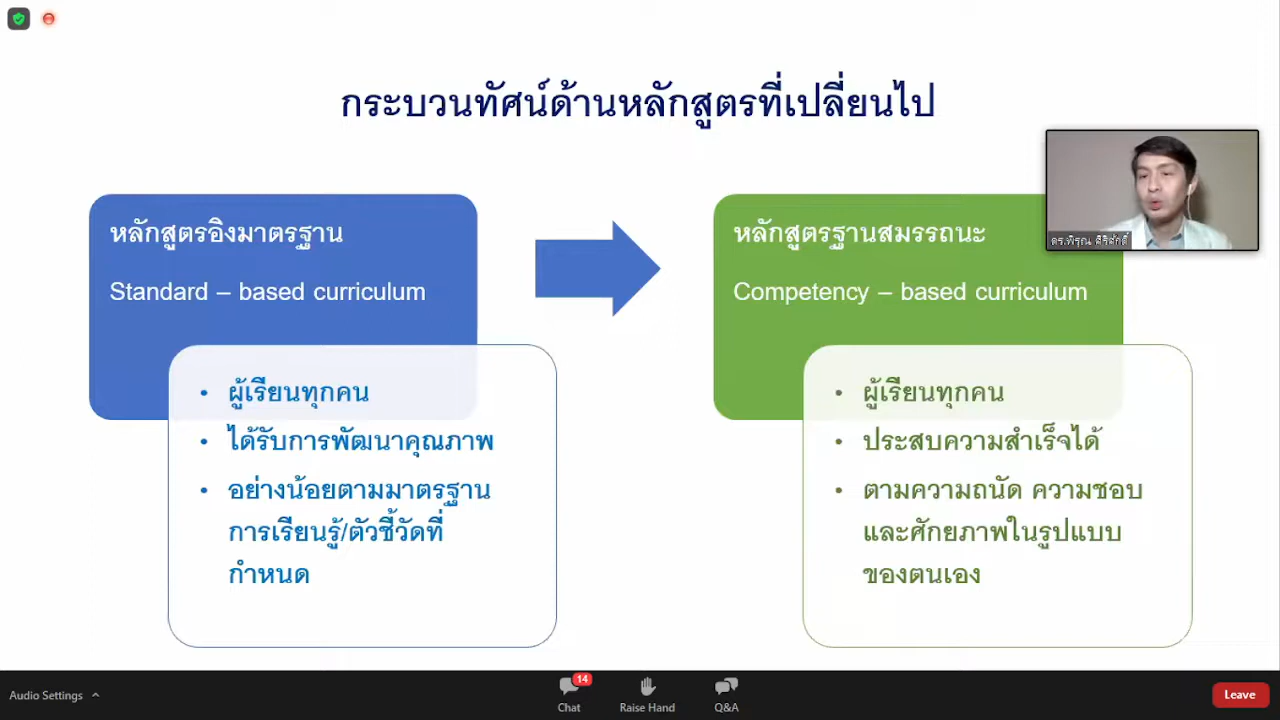 กระบวนทัศน์ด้านหลักสูตรที่เปลี่ยนไป
หลักสูตรอิงมาตรฐาน
Standard – based curriculum
• ผู้เรียนทุกคน
• ได้รับการพัฒนาคุณภาพ
• อย่างน้อยตามมาตรฐาน
การเรียนรู้/ตัวชี้วัดที่
กำหนด
หลักสูตรฐานสมรรถนะ
Competency – based curriculum
• ผู้เรียนทุกคน
• ประสบความสำเร็จได้
• ตามความถนัด ความชอบ
และศักยภาพในรูปแบบ
ของตนเอง
ดร.พิรุณ ศิริศักดิ์
Audio Settings
14
Chat
Raise Hand
Q&A
Leave